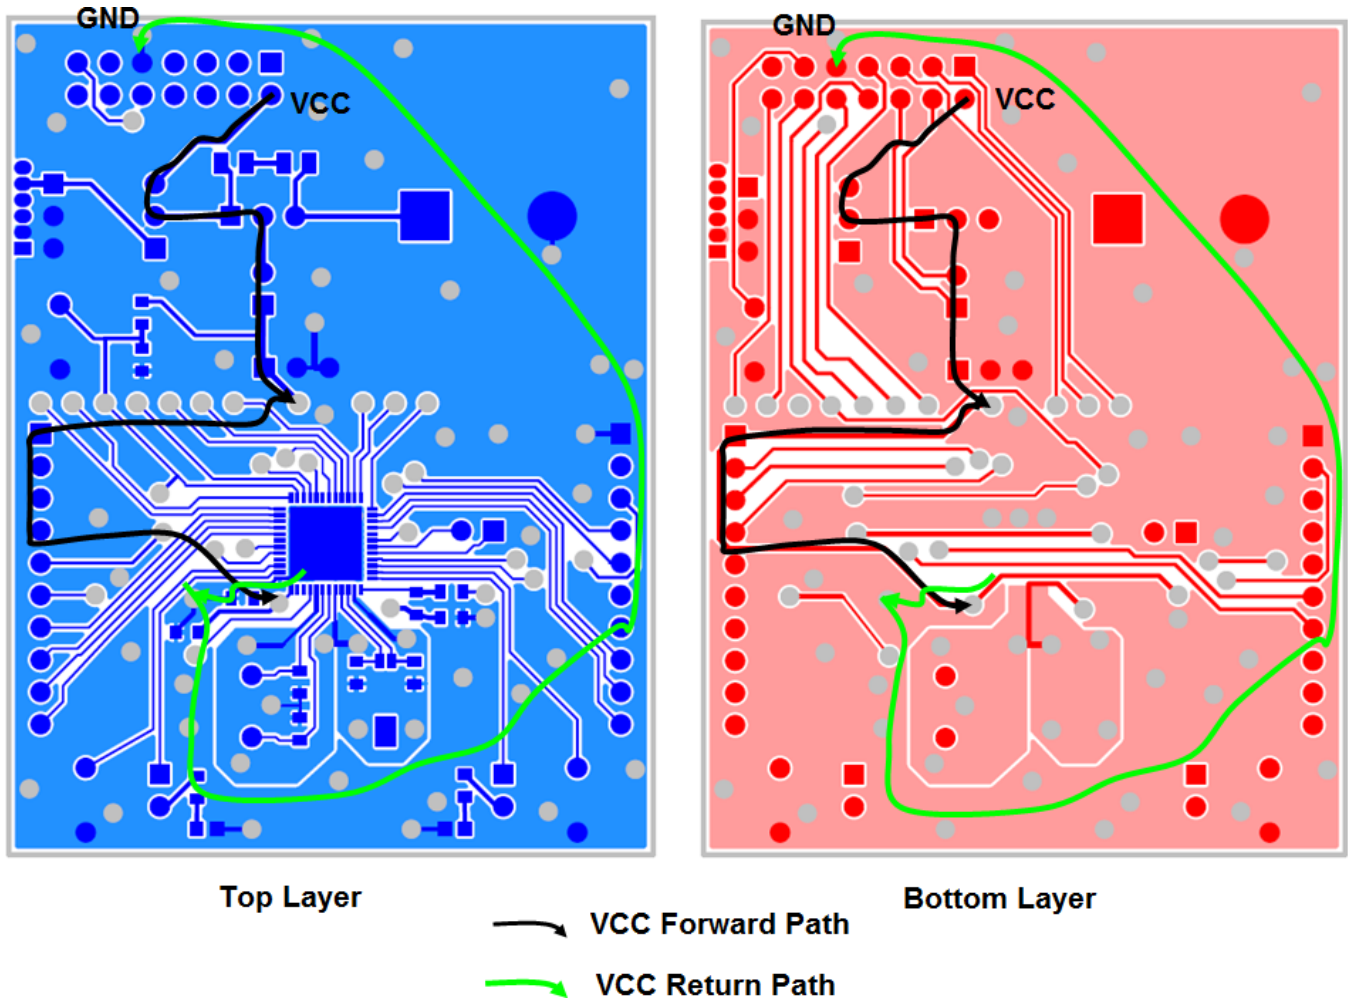 GND
GND
VCC
VCC
Top Layer
Bottom Layer
VCC Forward Path
VCC Return Path